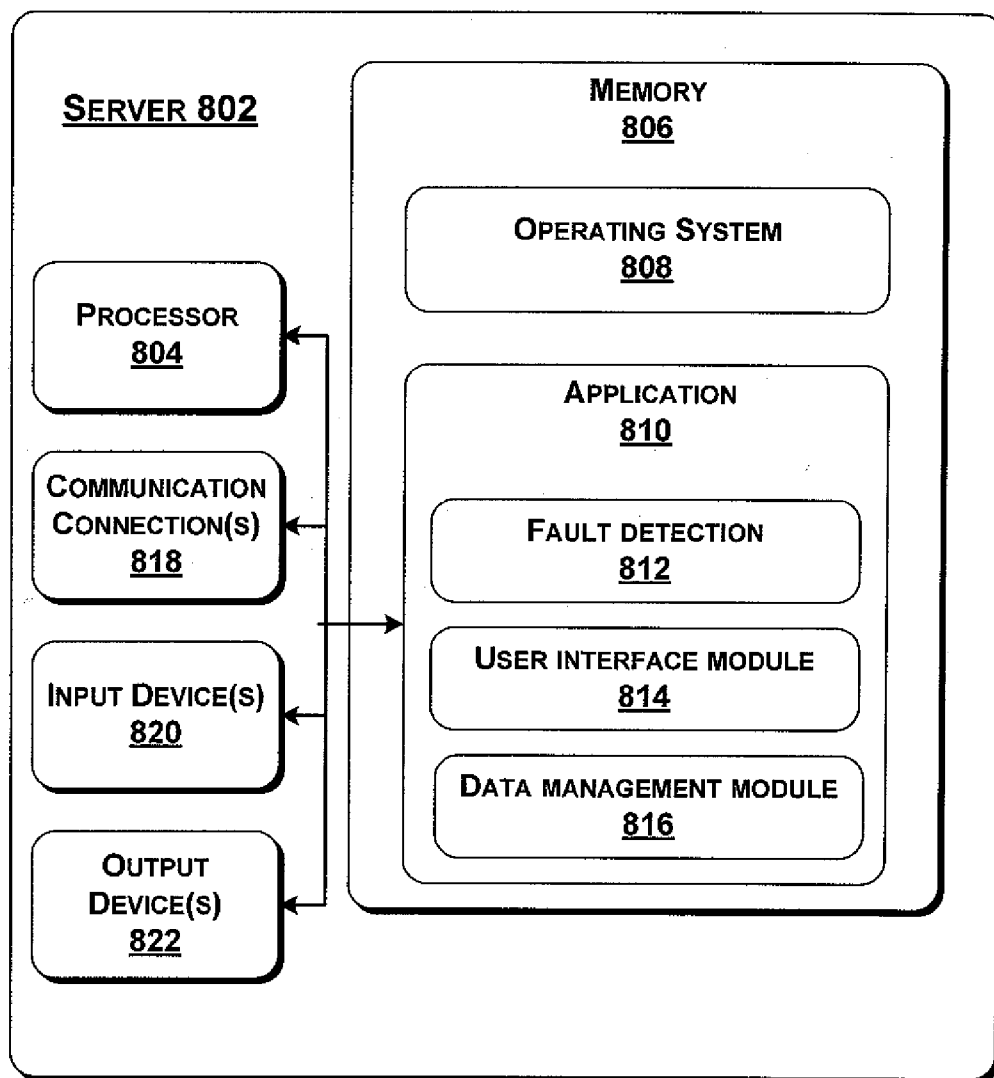 SERVER 802
MEMORY
806
OPERATING SYSTEM
808
PROCESSOR
804
APPLICATION
810
COMMUNICATION
CONNECTION(S)
818
FAULT DETECTION
812
USER INTERFACE MODULE
814
INPUT DEVICE(S)
820
DATA MANAGEMENT MODULE
816
OUTPUT
DEVICE(S)
822